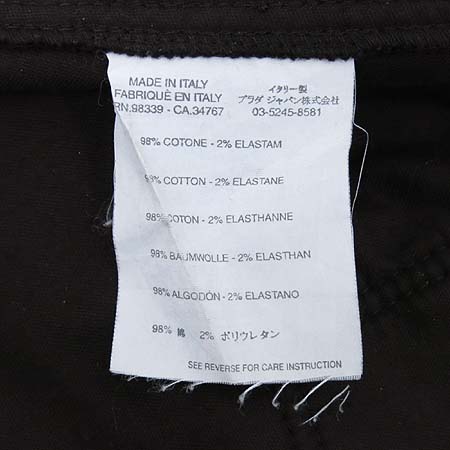 MADE IN ITALY
FABRIQUÉ EN ITALY
RN.98339 - CA.34767
イタリー製
プラダ ジャパン株式会社
03-5245-8581
98% COTONE - 2% ELASTAM
98% COTTON - 2% ELASTANE
98% COTON - 2% ELASTHANNE
98% BAUMWOLLE - 2% ELASTHAN
98% ALGODÓN - 2% ELASTANO
98% 綿 2% ポリウレタン
SEE REVERSE FOR CARE INSTRUCTION